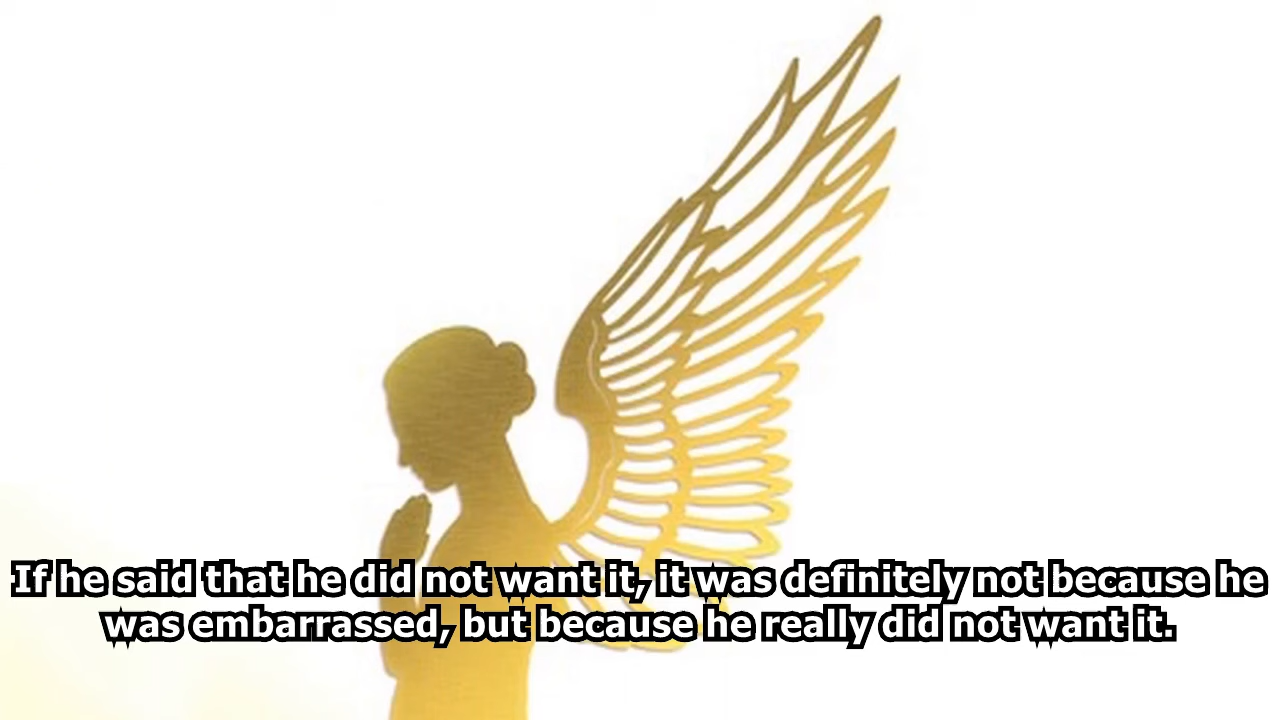 If he said that he did not want it, it was definitely not because he
was embarrassed, but because he really did not want it.